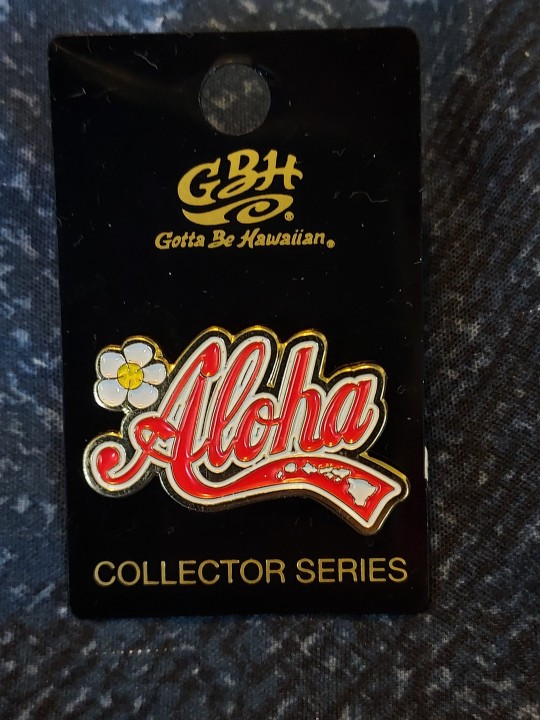 GBH®
Gotta Be Hawaiian®
Aloha
COLLECTOR SERIES